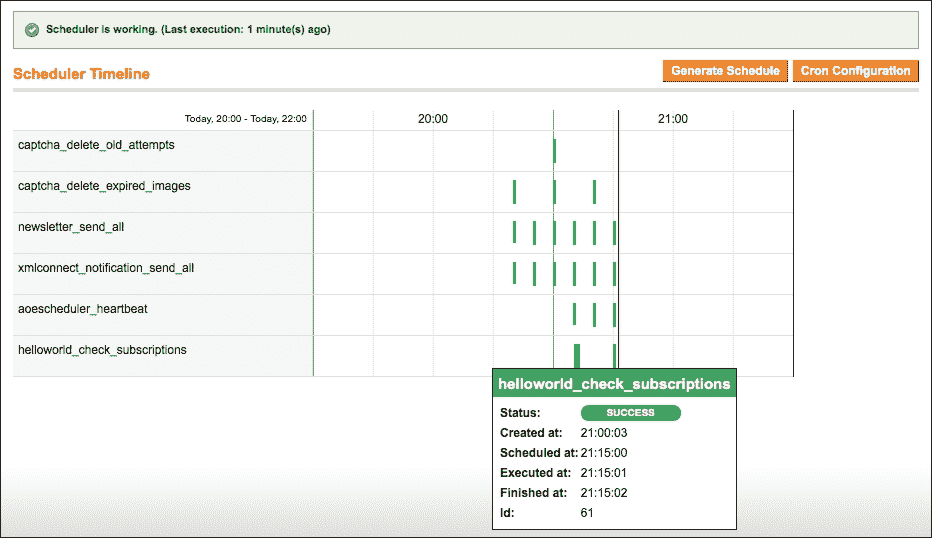 Scheduler is working. (Last execution: 1 minute(s) ago)
Scheduler Timeline
Generate Schedule
Cron Configuration
Today, 20:00 - Today, 22:00
20:00
21:00
captcha_delete_old_attempts
captcha_delete_expired_images
newsletter_send_all
xmlconnect_notification_send_all
aoescheduler_heartbeat
helloworld_check_subscriptions
helloworld_check_subscriptions
Status: SUCCESS
Created at: 21:00:03
Scheduled at: 21:15:00
Executed at: 21:15:01
Finished at: 21:15:02
Id: 61